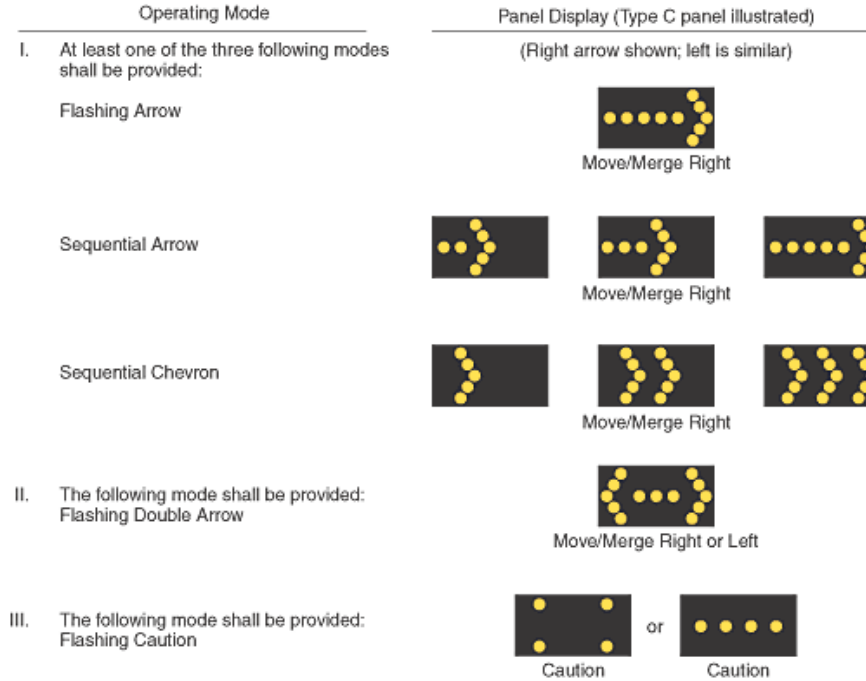 Operating Mode
Panel Display (Type C panel illustrated)
I. At least one of the three following modes
shall be provided:
(Right arrow shown; left is similar)
Flashing Arrow
Move/Merge Right
Sequential Arrow
Move/Merge Right
Sequential Chevron
Move/Merge Right
II. The following mode shall be provided:
Flashing Double Arrow
Move/Merge Right or Left
III. The following mode shall be provided:
Flashing Caution
or
Caution
Caution